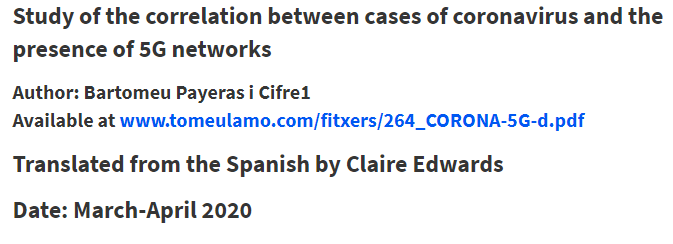 Study of the correlation between cases of coronavirus and the
presence of 5G networks
Author: Bartomeu Payeras i Cifre1
Available at www.tomeulamo.com/fitxers/264_CORONA-5G-d.pdf
Translated from the Spanish by Claire Edwards
Date: March-April 2020